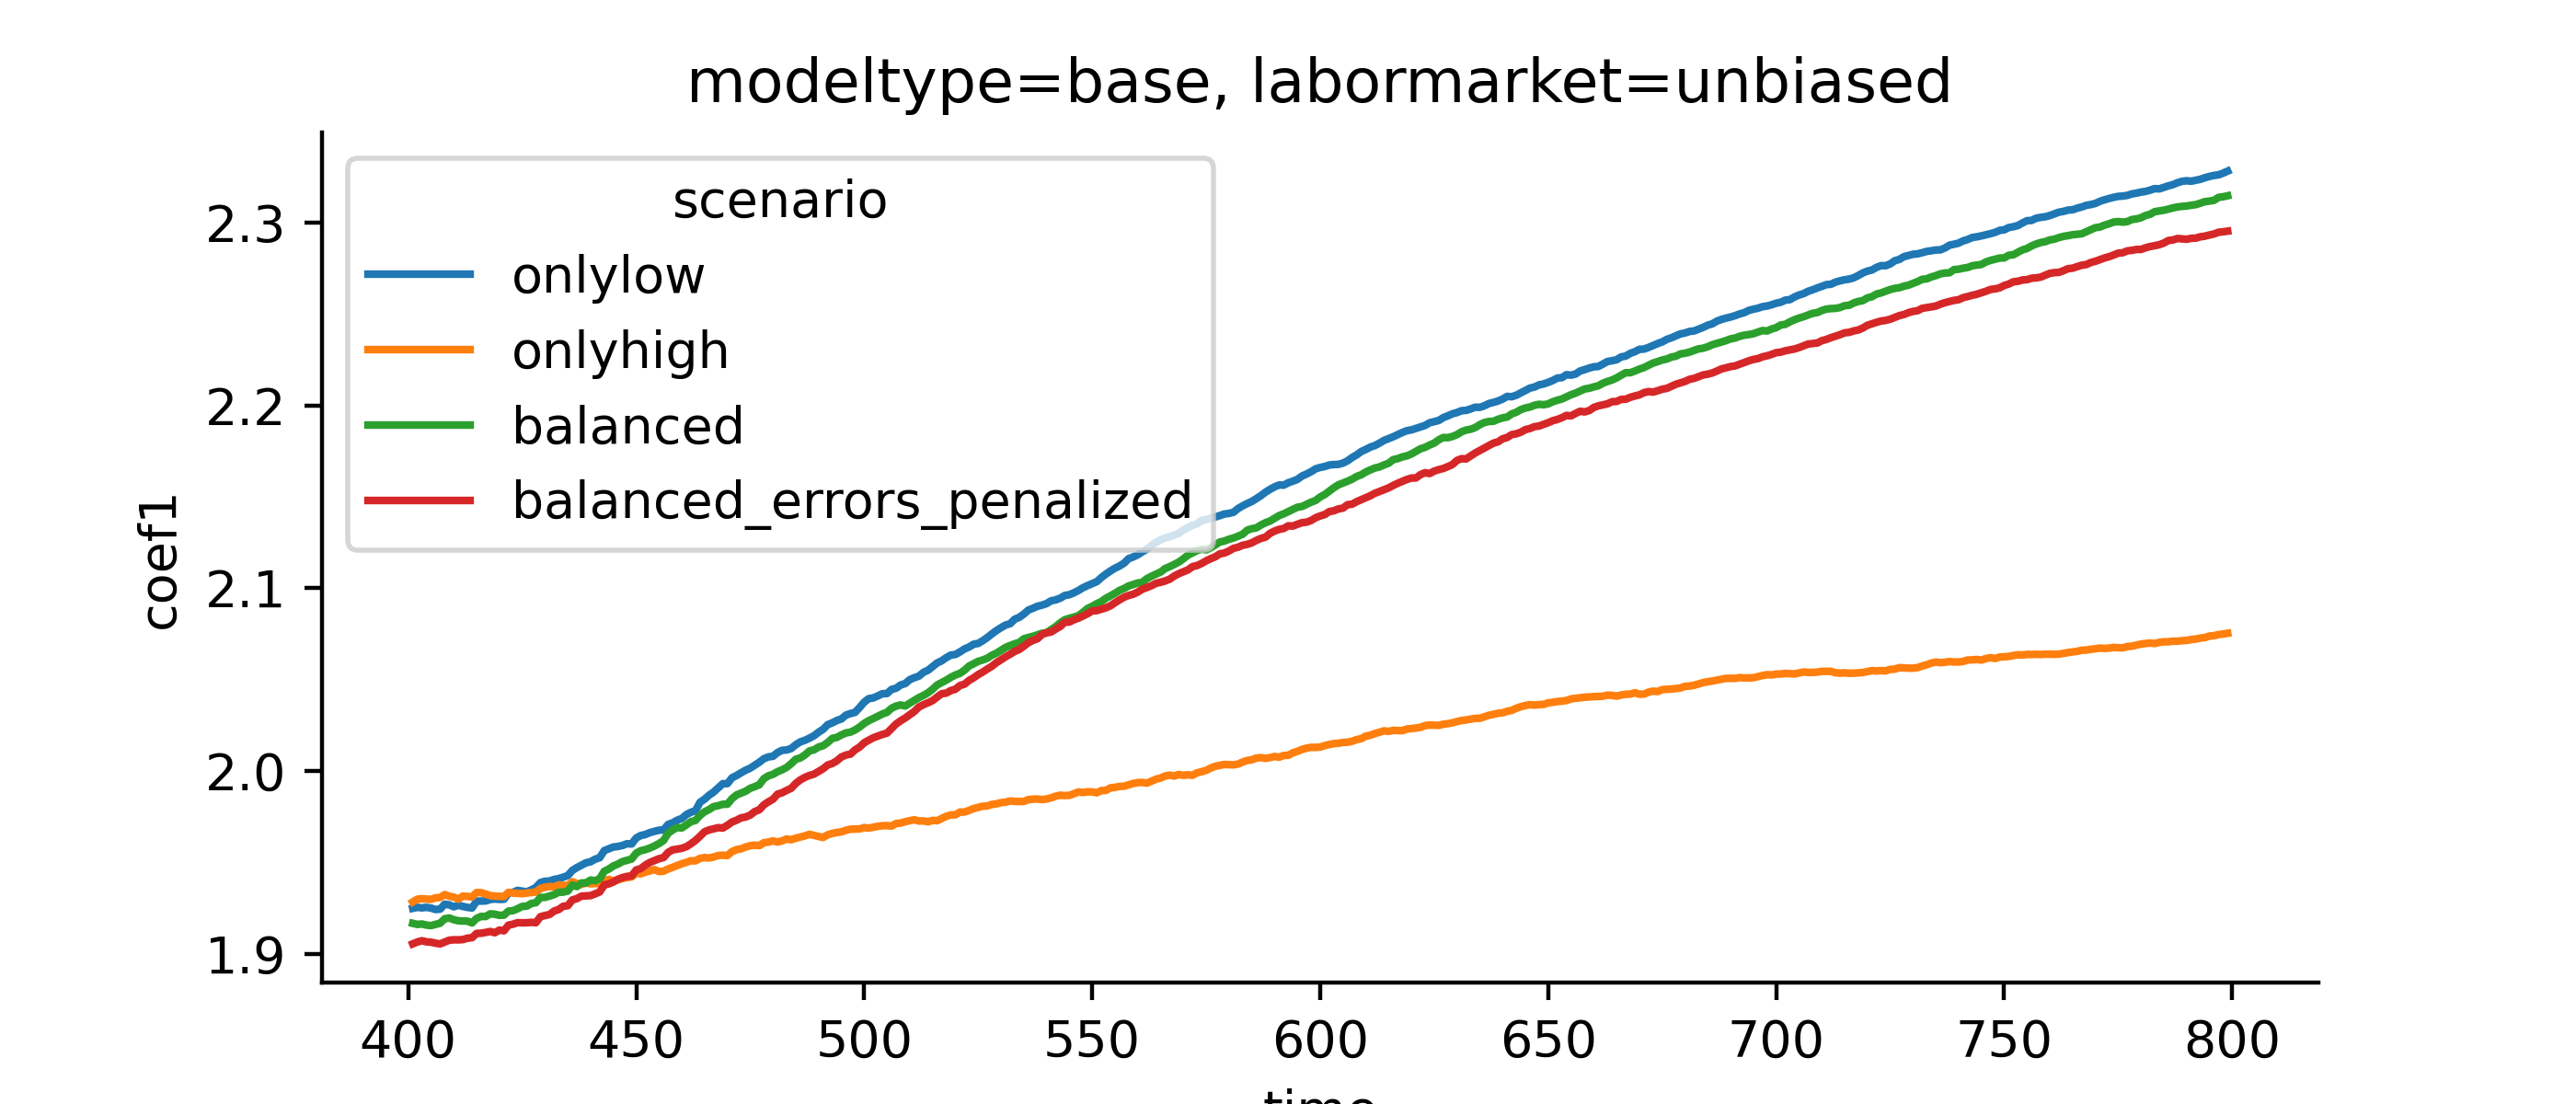 modeltype=base, labormarket=unbiased
scenario
onlylow
onlyhigh
balanced
balanced_errors_penalized
coef1
2.3
2.2
2.1
2.0
1.9
400 450 500 550 600 650 700 750 800
time